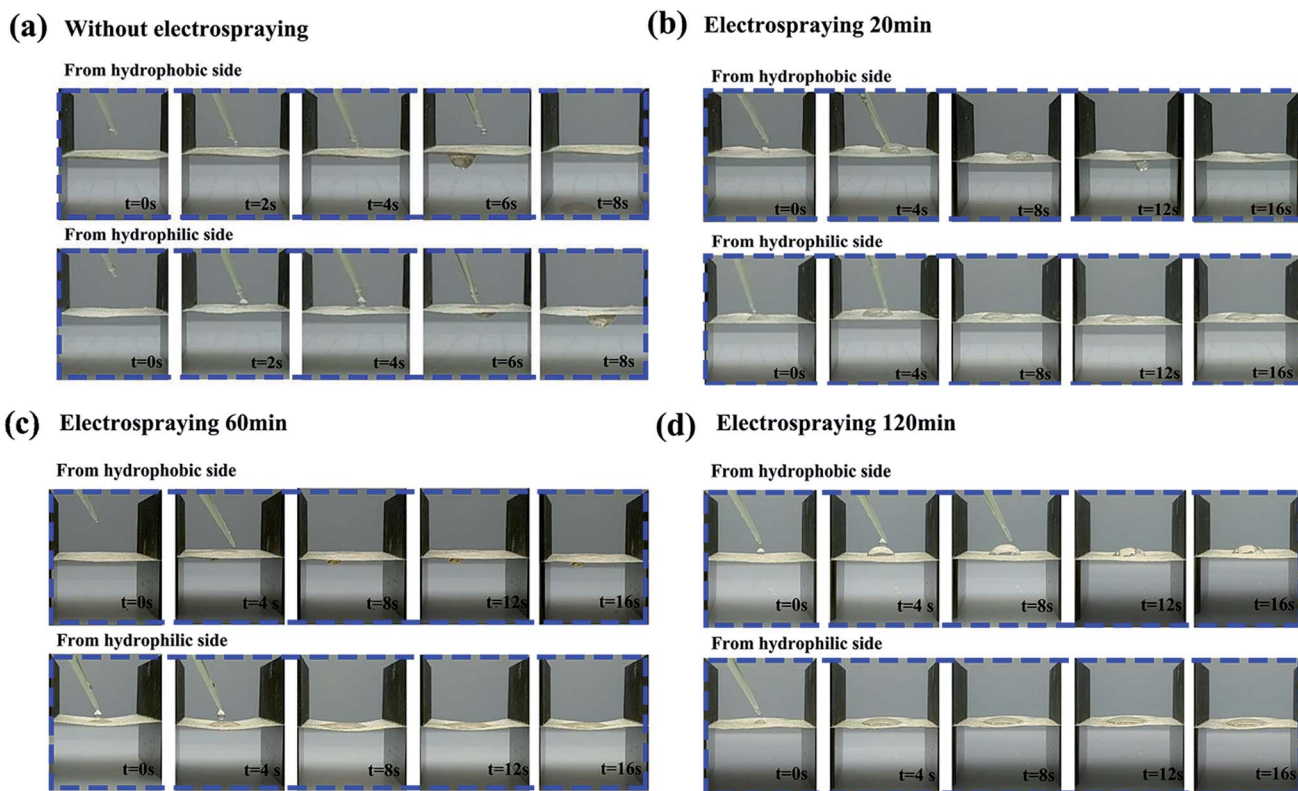 (a) Without electrospraying
From hydrophobic side
t=0s t=2s t=4s t=6s t=8s
From hydrophilic side
t=0s t=2s t=4s t=6s t=8s
(b) Electrospraying 20min
From hydrophobic side
t=0s t=4s t=8s t=12s t=16s
From hydrophilic side
t=0s t=4s t=8s t=12s t=16s
(c) Electrospraying 60min
From hydrophobic side
t=0s t=4s t=8s t=12s t=16s
From hydrophilic side
t=0s t=4 s t=8s t=12s t=16s
(d) Electrospraying 120min
From hydrophobic side
t=0s t=4 s t=8s t=12s t=16s
From hydrophilic side
t=0s t=4 s t=8s t=12s t=16s